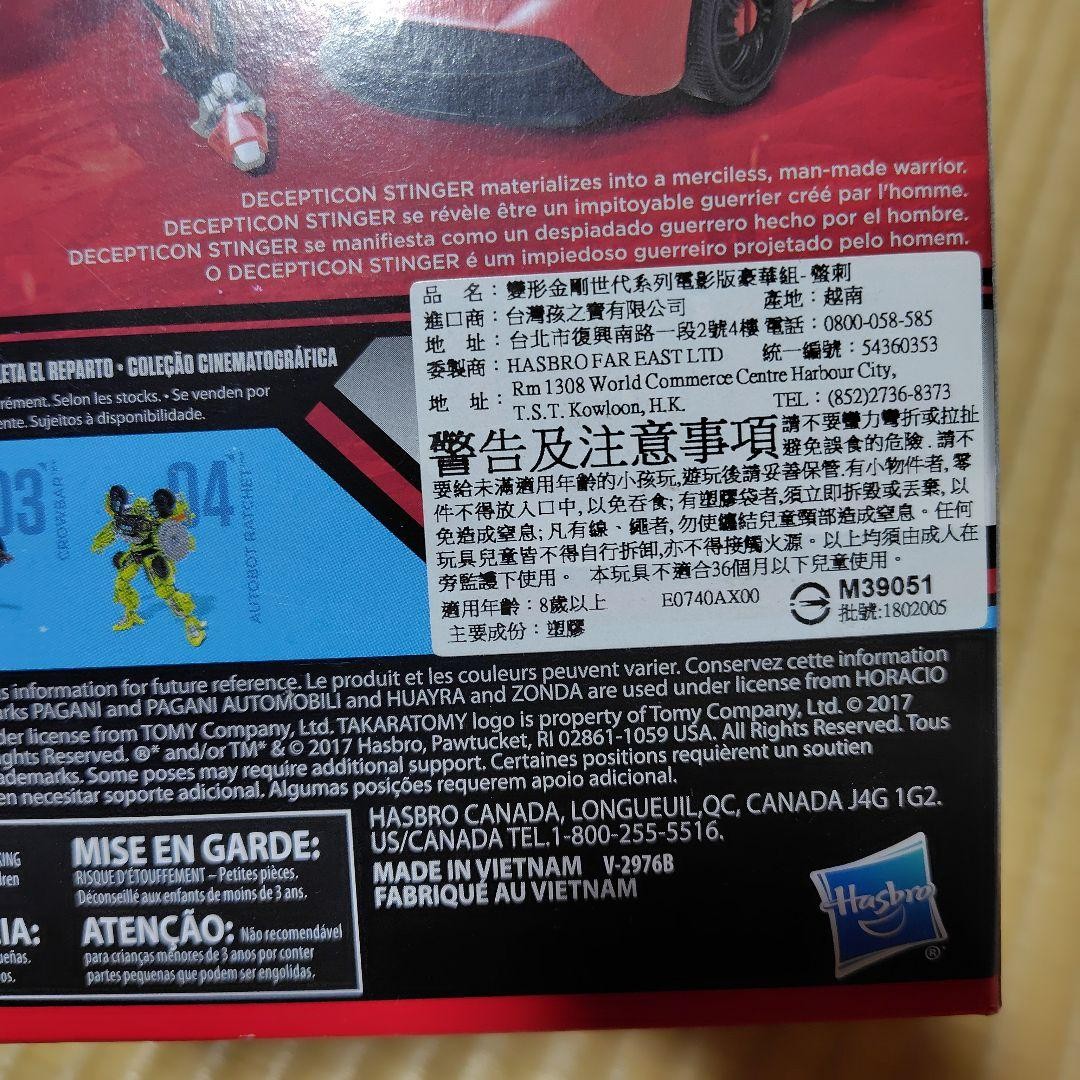 DECEPTICON STINGER materializes into a merciless, man-made warrior.
DECEPTICON STINGER se révèle être un impitoyable guerrier créé par l'homme.
DECEPTICON STINGER se manifiesta como un despiadado guerrero hecho por el hombre.
O DECEPTICON STINGER é um impiedoso guerreiro projetado pelo homem.
品 名：變形金剛世代系列電影版豪華組-螫刺
進口商：台灣孩之寶有限公司 產地：越南
地 址：台北市復興南路一段2號4樓 電話：0800-058-585
委製商：HASBRO FAR EAST LTD 統一編號：54360353
地 址：Rm 1308 World Commerce Centre Harbour City,
T.S.T. Kowloon, H.K. TEL：(852)2736-8373
警告及注意事項 請不要彎力彎折或拉扯
避免誤食的危險.請不
要給未滿適用年齡的小孩玩,遊玩後請妥善保管.有小物件者,零
件不得放入口中,以免吞食;有塑膠袋者,須立即拆毀或丟棄,以
免造成窒息;凡有線、繩者,勿使纏結兒童頸部造成窒息。任何
玩具兒童皆不得自行拆卸,亦不得接觸火源。以上均須由成人在
旁監護下使用。 本玩具不適合36個月以下兒童使用。
適用年齡：8歲以上 E0740AX00 M39051
主要成份：塑膠 批號:1802005
ETA EL REPARTO • COLEÇÃO CINEMATOGRÁFICA
rément. Selon les stocks. • Se venden por
ente. Sujeitos à disponibilidade.
03
CROWBAR™
04
AUTOBOT RATCHET™
s information for future reference. Le produit et les couleurs peuvent varier. Conservez cette information
rks PAGANI and PAGANI AUTOMOBILI and HUAYRA and ZONDA are used under license from HORACIO
der license from TOMY Company, Ltd. TAKARATOMY logo is property of Tomy Company, Ltd. © 2017
ghts Reserved. ®* and/or TM* & © 2017 Hasbro, Pawtucket, RI 02861-1059 USA. All Rights Reserved. Tous
ademarks. Some poses may require additional support. Certaines positions requièrent un soutien
en necesitar soporte adicional. Algumas posições requerem apoio adicional.
HASBRO CANADA, LONGUEUIL, QC, CANADA J4G 1G2.
US/CANADA TEL.1-800-255-5516.
MADE IN VIETNAM V-2976B
FABRIQUÉ AU VIETNAM
KING
dren
MISE EN GARDE:
RISQUE D'ÉTOUFFEMENT – Petites pièces.
Déconseillé aux enfants de moins de 3 ans.
IA:
ueñas.
os.
ATENÇÃO: Não recomendável
para crianças menores de 3 anos por conter
partes pequenas que podem ser engolidas.
Hasbro
®